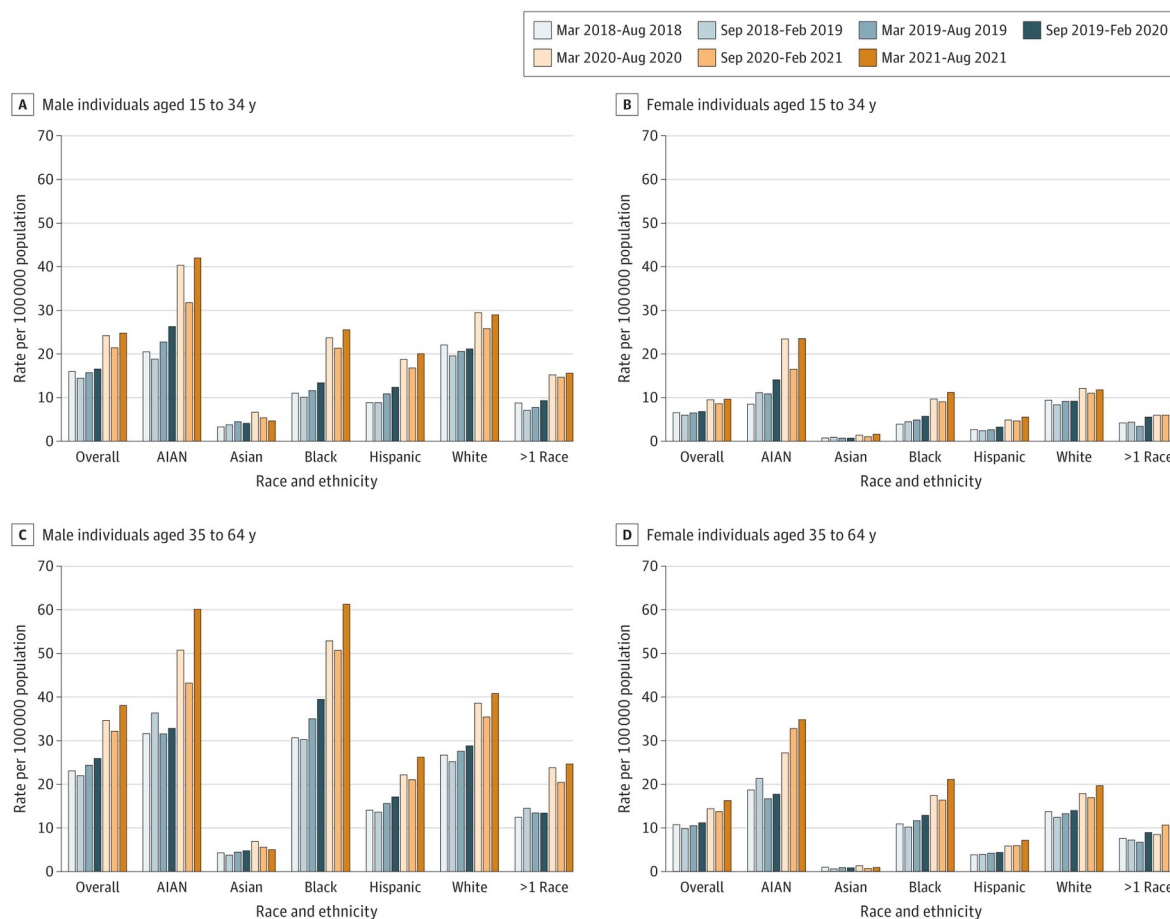 Mar 2018-Aug 2018 Sep 2018-Feb 2019 Mar 2019-Aug 2019 Sep 2019-Feb 2020
Mar 2020-Aug 2020 Sep 2020-Feb 2021 Mar 2021-Aug 2021
A Male individuals aged 15 to 34 y
70
60
50
40
30
20
10
0
Rate per 100 000 population
Overall AIAN Asian Black Hispanic White >1 Race
Race and ethnicity
B Female individuals aged 15 to 34 y
70
60
50
40
30
20
10
0
Rate per 100 000 population
Overall AIAN Asian Black Hispanic White >1 Race
Race and ethnicity
C Male individuals aged 35 to 64 y
70
60
50
40
30
20
10
0
Rate per 100 000 population
Overall AIAN Asian Black Hispanic White >1 Race
Race and ethnicity
D Female individuals aged 35 to 64 y
70
60
50
40
30
20
10
0
Rate per 100 000 population
Overall AIAN Asian Black Hispanic White >1 Race
Race and ethnicity